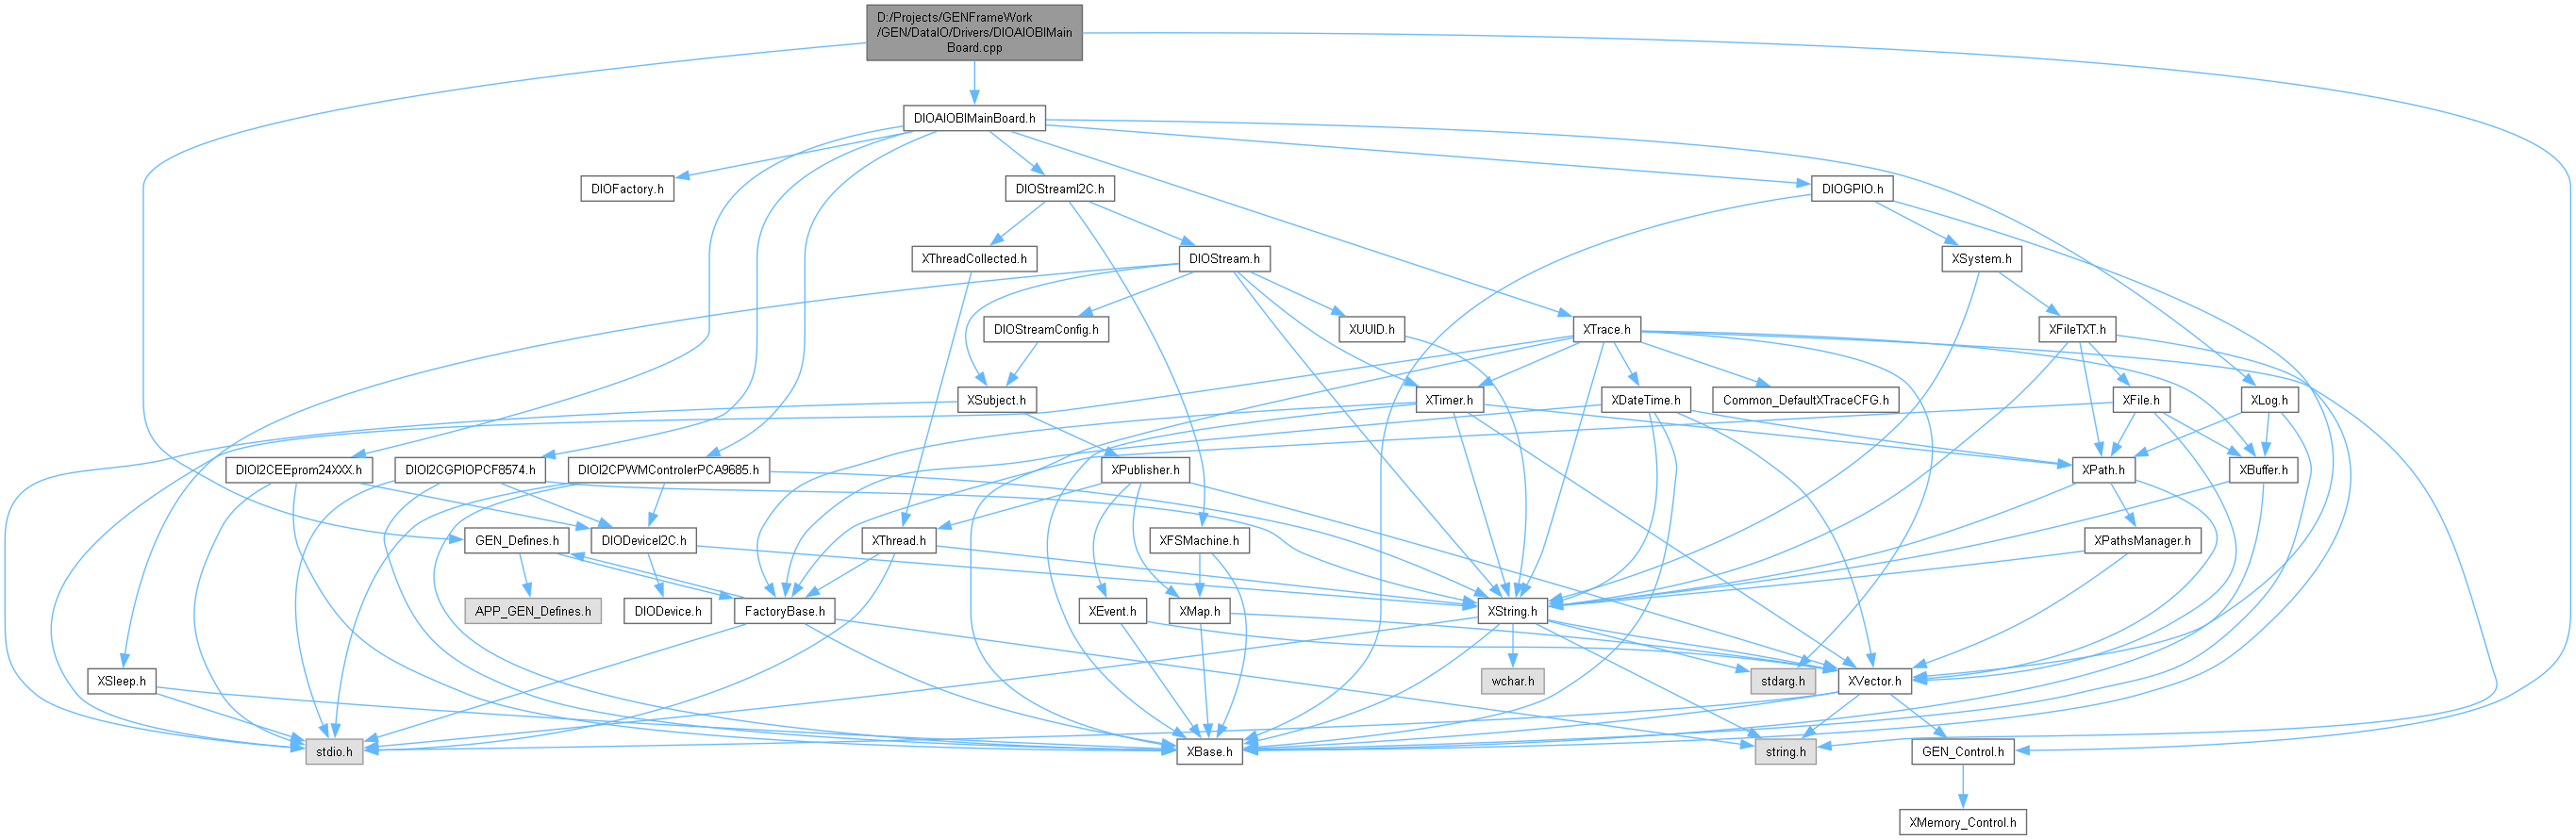 D:/Projects/GENFrameWork
/GEN/DataIO/Drivers/DIOAIOBIMain
Board.cpp
DIOAIOBIMainBoard.h
DIOFactory.h
DIOStreamI2C.h
DIOGPIO.h
XThreadCollected.h
DIOStream.h
XSystem.h
DIOStreamConfig.h
XUUID.h
XTrace.h
XFileTXT.h
XSubject.h
XTimer.h
XDateTime.h
Common_DefaultXTraceCFG.h
XFile.h
XLog.h
DIOI2CEEprom24XXX.h
DIOI2CGPIOPCF8574.h
DIOI2CPWMControlerPCA9685.h
XPublisher.h
XPath.h
XBuffer.h
GEN_Defines.h
DIODeviceI2C.h
XThread.h
XFSMachine.h
XPathsManager.h
APP_GEN_Defines.h
DIODevice.h
FactoryBase.h
XEvent.h
XMap.h
XString.h
XSleep.h
wchar.h
stdarg.h
XVector.h
stdio.h
XBase.h
string.h
GEN_Control.h
XMemory_Control.h